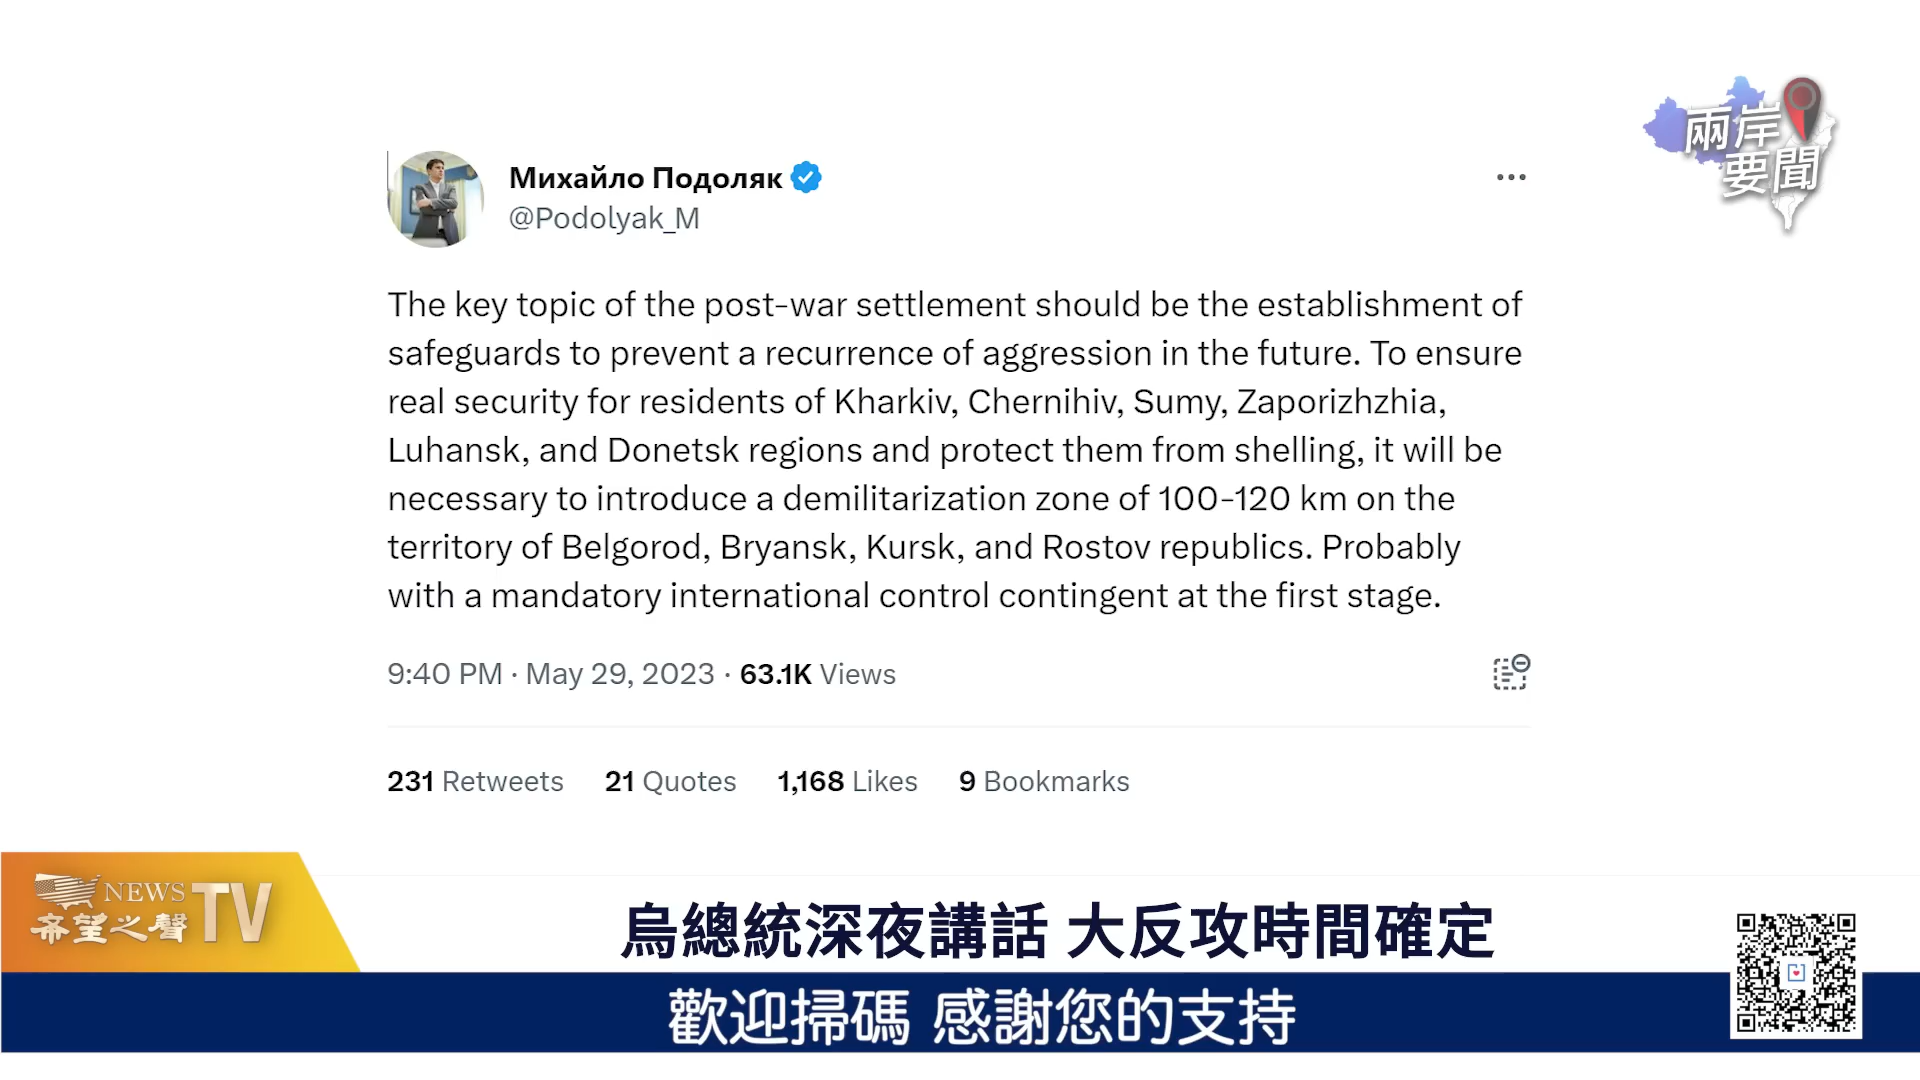 兩岸
要聞
Михайло Подоляк
@Podolyak_M
The key topic of the post-war settlement should be the establishment of
safeguards to prevent a recurrence of aggression in the future. To ensure
real security for residents of Kharkiv, Chernihiv, Sumy, Zaporizhzhia,
Luhansk, and Donetsk regions and protect them from shelling, it will be
necessary to introduce a demilitarization zone of 100-120 km on the
territory of Belgorod, Bryansk, Kursk, and Rostov republics. Probably
with a mandatory international control contingent at the first stage.
9:40 PM · May 29, 2023 · 63.1K Views
231 Retweets 21 Quotes 1,168 Likes 9 Bookmarks
NEWS TV
希望之聲
烏總統深夜講話 大反攻時間確定
歡迎掃碼 感謝您的支持